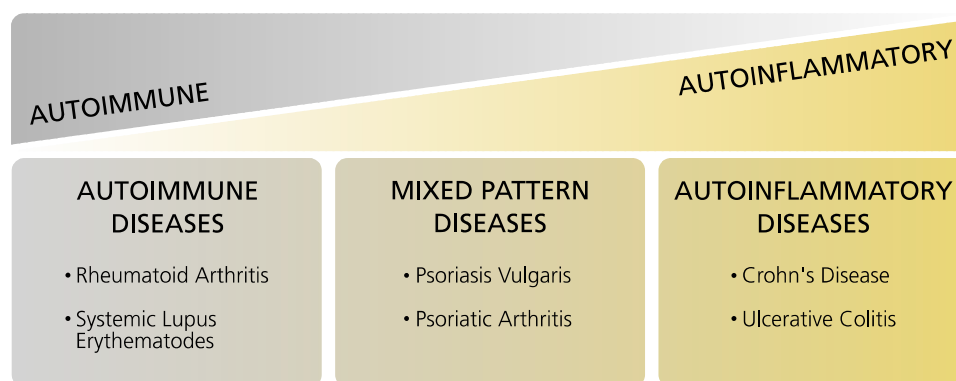 AUTOIMMUNE
AUTOINFLAMMATORY
AUTOIMMUNE
DISEASES
• Rheumatoid Arthritis
• Systemic Lupus
Erythematodes
MIXED PATTERN
DISEASES
• Psoriasis Vulgaris
• Psoriatic Arthritis
AUTOINFLAMMATORY
DISEASES
• Crohn's Disease
• Ulcerative Colitis